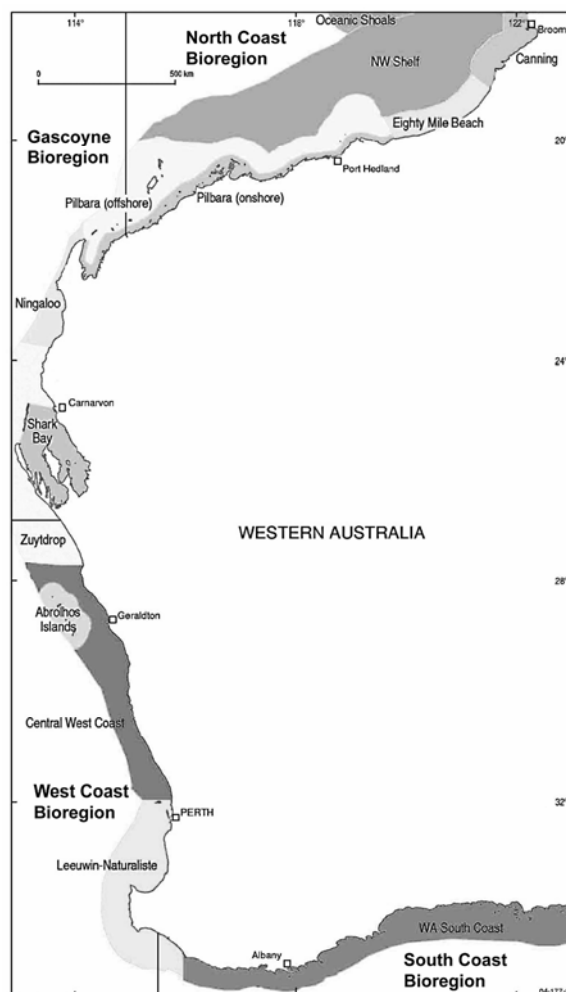 114°
118°
122°
Oceanic Shoals
Broom
North Coast
Bioregion
Canning
0
500 km
NW Shelf
Eighty Mile Beach
20°
Gascoyne
Bioregion
Port Hedland
Pilbara (offshore)
Pilbara (onshore)
Ningaloo
24°
Carnarvon
Shark
Bay
WESTERN AUSTRALIA
Zuytdrop
28°
Abrolhos
Islands
Geraldton
Central West Coast
West Coast
Bioregion
32°
PERTH
Leeuwin-Naturaliste
WA South Coast
Albany
South Coast
Bioregion